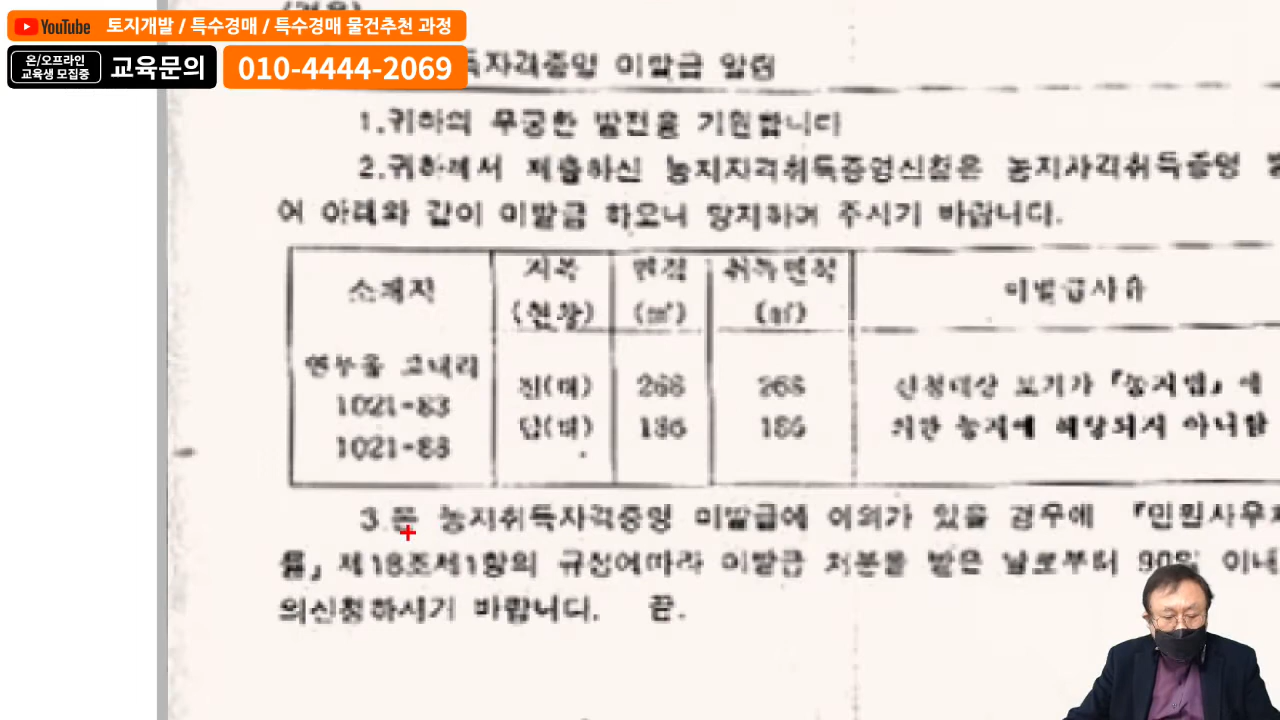 YouTube 토지개발 / 특수경매 / 특수경매 물건추천 과정
온/오프라인
교육생 모집중
교육문의
010-4444-2069
미발급 알림
1.귀하의 무궁한 발전을 기원합니다
2.귀하께서 제출하신 농지자격취득증명신청은 농지자격취득증명
아래와 같이 미발급 하오니 양지하여 주시기 바랍니다.
소재지
지목 면적 취득면적 미발급사유
(현황) (㎡) (㎡)
고내리
1021-83
1021-88
전(대) 268 268 신청대상 토지가 『농지법』에
답(대) 186 186 의한 농지에 해당되지 아니함
3.본 농지취득자격증명 미발급에 이의가 있을 경우에 『민원사무처
률』제18조제1항의 규정에따라 미발급 처분을 받은 날로부터 90일 이내
의신청하시기 바랍니다. 끝.